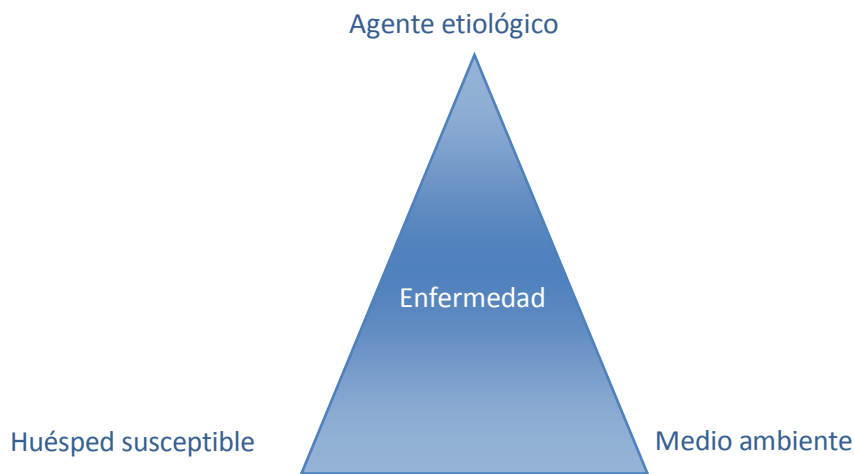 Agente etiológico
Enfermedad
Huésped susceptible
Medio ambiente